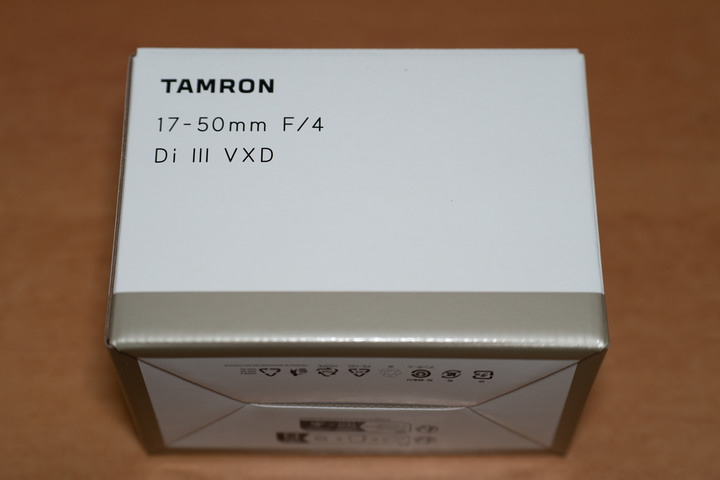 TAMRON
17-50mm F/4
Di III VXD